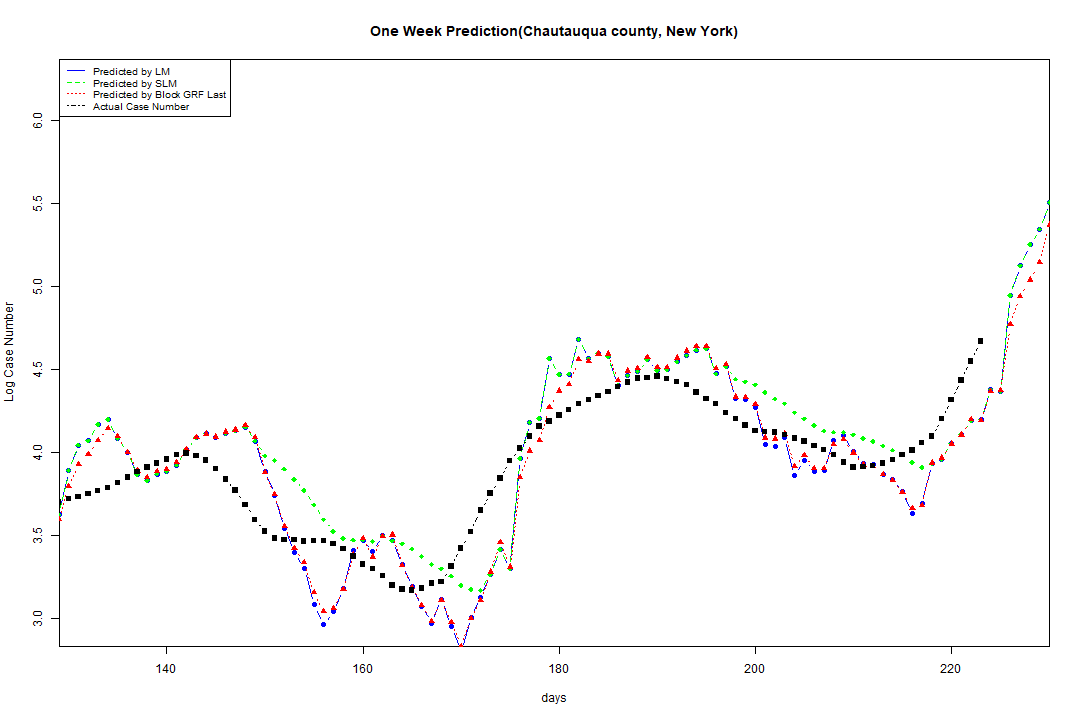 One Week Prediction(Chautauqua county, New York)
Predicted by LM
Predicted by SLM
Predicted by Block GRF Last
Actual Case Number
6.0
5.5
5.0
4.5
4.0
3.5
3.0
Log Case Number
140 160 180 200 220
days